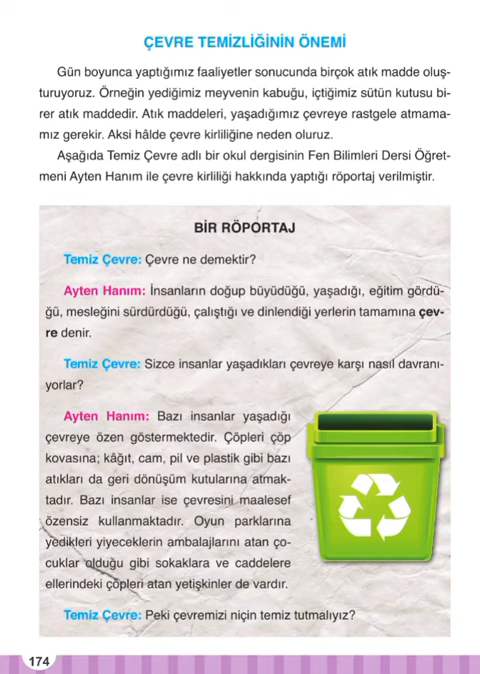 ÇEVRE TEMİZLİĞİNİN ÖNEMİ
Gün boyunca yaptığımız faaliyetler sonucunda birçok atık madde oluş-
turuyoruz. Örneğin yediğimiz meyvenin kabuğu, içtiğimiz sütün kutusu bi-
rer atık maddedir. Atık maddeleri, yaşadığımız çevreye rastgele atmama-
mız gerekir. Aksi hâlde çevre kirliliğine neden oluruz.
Aşağıda Temiz Çevre adlı bir okul dergisinin Fen Bilimleri Dersi Öğret-
meni Ayten Hanım ile çevre kirliliği hakkında yaptığı röportaj verilmiştir.
BİR RÖPORTAJ
Temiz Çevre: Çevre ne demektir?
Ayten Hanım: İnsanların doğup büyüdüğü, yaşadığı, eğitim gördü-
ğü, mesleğini sürdürdüğü, çalıştığı ve dinlendiği yerlerin tamamına çev-
re denir.
Temiz Çevre: Sizce insanlar yaşadıkları çevreye karşı nasıl davranı-
yorlar?
Ayten Hanım: Bazı insanlar yaşadığı
çevreye özen göstermektedir. Çöpleri çöp
kovasına; kâğıt, cam, pil ve plastik gibi bazı
atıkları da geri dönüşüm kutularına atmak-
tadır. Bazı insanlar ise çevresini maalesef
özensiz kullanmaktadır. Oyun parklarına
yedikleri yiyeceklerin ambalajlarını atan ço-
cuklar olduğu gibi sokaklara ve caddelere
ellerindeki çöpleri atan yetişkinler de vardır.
Temiz Çevre: Peki çevremizi niçin temiz tutmalıyız?
174